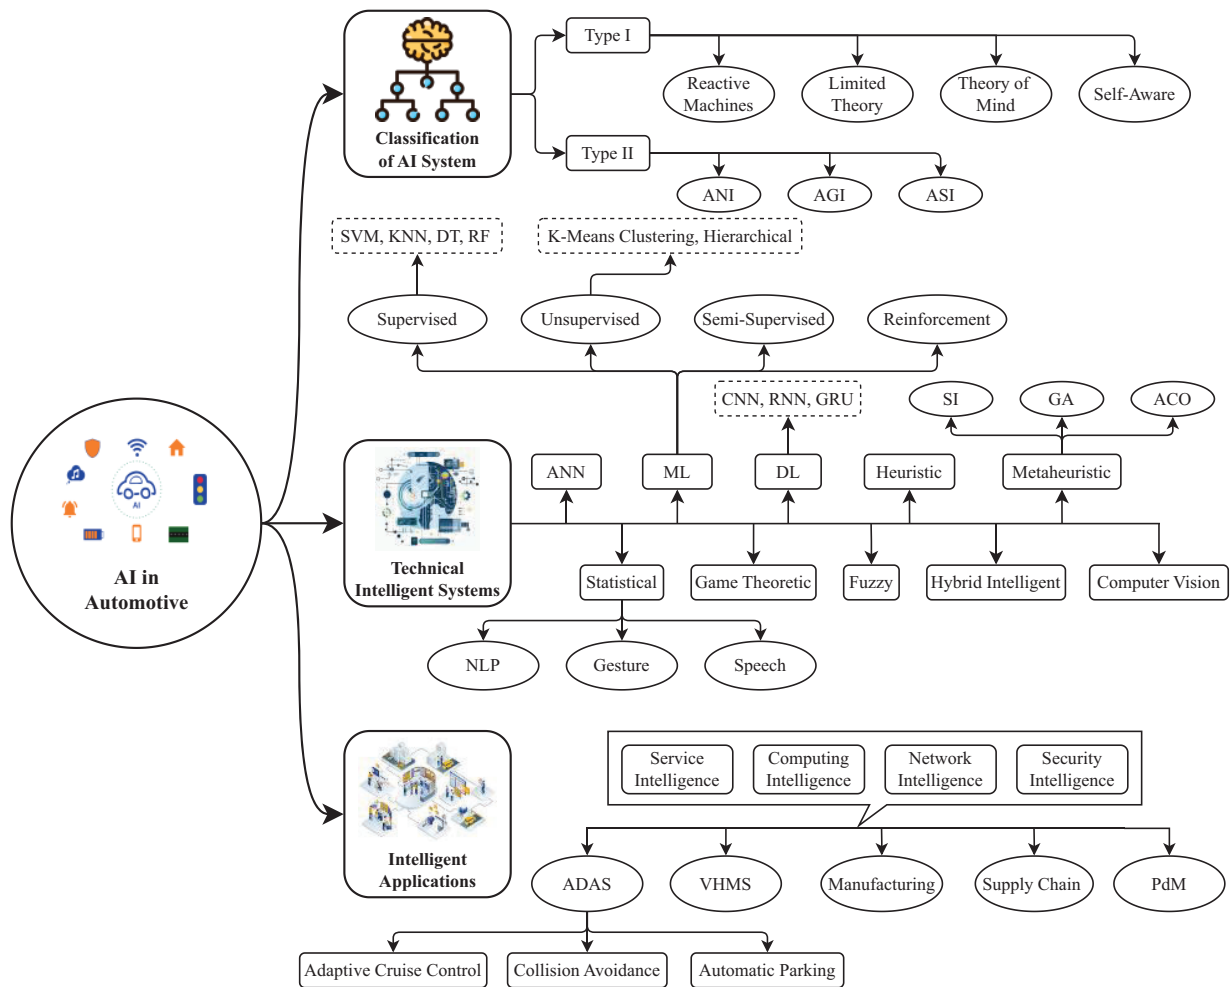 Type I
Reactive
Machines
Limited
Theory
Theory of
Mind
Self-Aware
Classification
of AI System
Type II
ANI
AGI
ASI
SVM, KNN, DT, RF
K-Means Clustering, Hierarchical
Supervised
Unsupervised
Semi-Supervised
Reinforcement
CNN, RNN, GRU
SI
GA
ACO
ANN
ML
DL
Heuristic
Metaheuristic
AI
AI in
Automotive
Technical
Intelligent Systems
Statistical
Game Theoretic
Fuzzy
Hybrid Intelligent
Computer Vision
NLP
Gesture
Speech
Service
Intelligence
Computing
Intelligence
Network
Intelligence
Security
Intelligence
Intelligent
Applications
ADAS
VHMS
Manufacturing
Supply Chain
PdM
Adaptive Cruise Control
Collision Avoidance
Automatic Parking